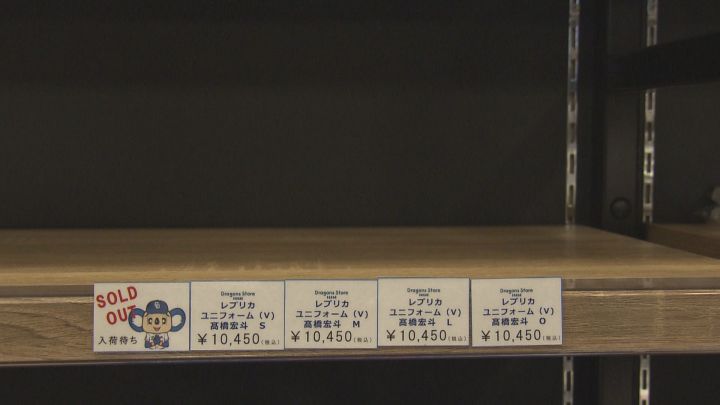 SOLD
OUT
入荷待ち
Dragons Store
レプリカ
ユニフォーム（V）
髙橋宏斗 S
￥10,450(税込)
Dragons Store
レプリカ
ユニフォーム（V）
髙橋宏斗 M
￥10,450(税込)
Dragons Store
レプリカ
ユニフォーム（V）
髙橋宏斗 L
￥10,450(税込)
Dragons Store
レプリカ
ユニフォーム（V）
髙橋宏斗 O
￥10,450(税込)